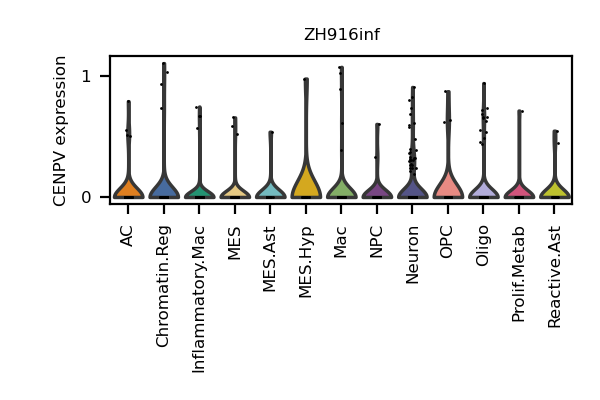 ZH916inf
CENPV expression
1
0
AC
Chromatin.Reg
Inflammatory.Mac
MES
MES.Ast
MES.Hyp
Mac
NPC
Neuron
OPC
Oligo
Prolif.Metab
Reactive.Ast